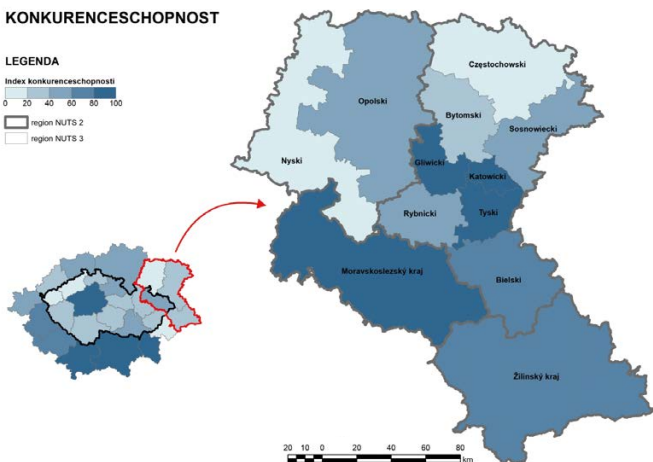 KONKURENCESCHOPNOST
LEGENDA
Index konkurenceschopnosti
0 20 40 60 80 100
region NUTS 2
region NUTS 3
Częstochowski
Opolski
Bytomski
Sosnowiecki
Nyski
Gliwicki
Katowicki
Rybnicki
Tyski
Moravskoslezský kraj
Bielski
Žilinský kraj
20 10 0 20 40 60 80
km